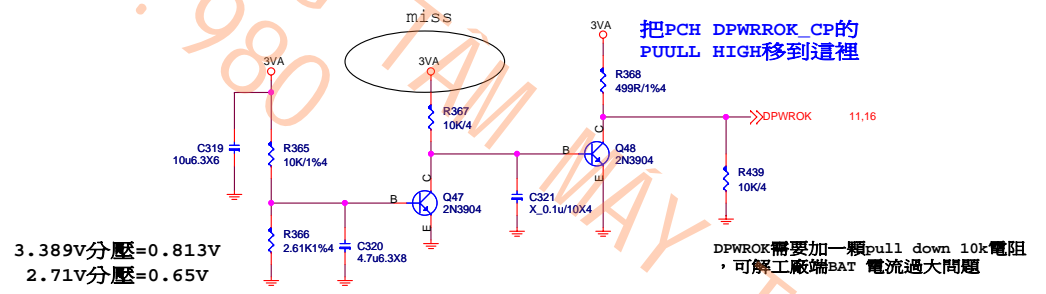 miss
3VA
3VA
3VA
把PCH DPWRROK_CP的
PUULL HIGH移到這裡
R368
499R/1%4
R367
10K/4
DPWROK
11,16
C319
10u6.3X6
R365
10K/1%4
C
B
Q48
2N3904
E
R439
10K/4
C
B
Q47
2N3904
E
C321
X_0.1u/10X4
R366
2.61K1%4
C320
4.7u6.3X8
3.389V分壓=0.813V
2.71V分壓=0.65V
DPWROK需要加一顆pull down 10k電阻
,可解工廠端BAT 電流過大問題
TÂM MÁY
980